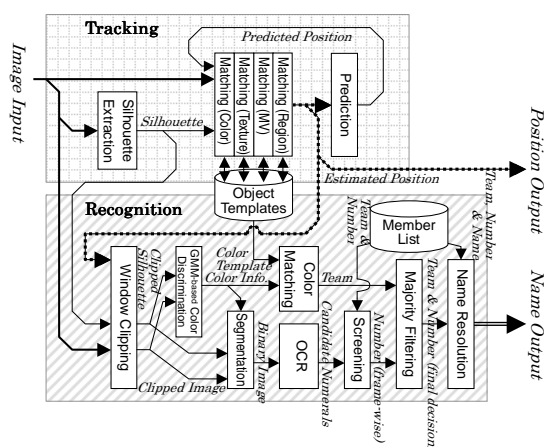 Tracking
Image Input
Silhouette
Extraction
Silhouette
Predicted Position
Matching (Color)
Matching (Texture)
Matching (MV)
Matching (Region)
Prediction
Object
Templates
Estimated Position
Position Output
Recognition
Window Clipping
Clipped
Silhouette
Clipped Image
GMM-based Color
Discrimination
Color
Template
Color Info.
Segmentation
Binary Image
Color
Matching
Team
OCR
Candidate
Numerals
Team &
Number
Member
List
Screening
Number (frame-wise)
Majority Filtering
Team & Number (final decision
Team, Number
& Name
Name Resolution
Name Output